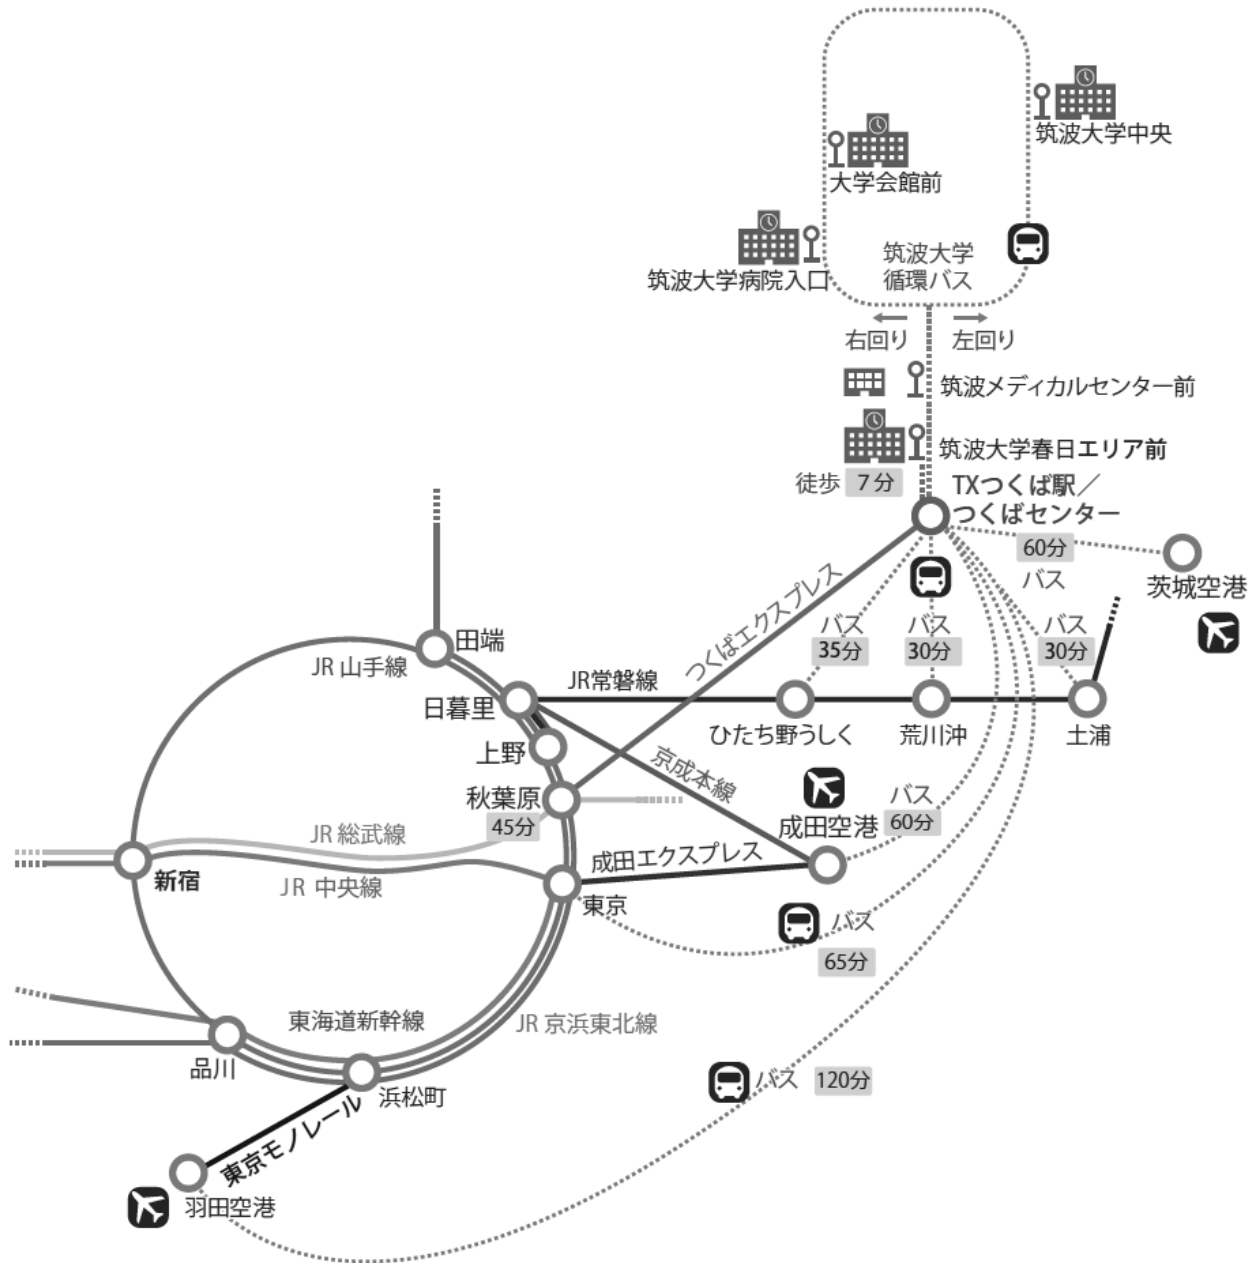 筑波大学中央
大学会館前
筑波大学病院入口
筑波大学
循環バス
右回り
左回り
筑波メディカルセンター前
筑波大学春日エリア前
徒歩 7分
TXつくば駅／
つくばセンター
60分
バス
茨城空港
つくばエクスプレス
バス
35分
バス
30分
バス
30分
田端
JR 山手線
JR常磐線
日暮里
ひたち野うしく
荒川沖
土浦
上野
京成本線
秋葉原
45分
成田空港
バス
60分
JR 総武線
成田エクスプレス
新宿
JR 中央線
東京
バス
65分
東海道新幹線
JR 京浜東北線
品川
浜松町
バス 120分
東京モノレール
羽田空港